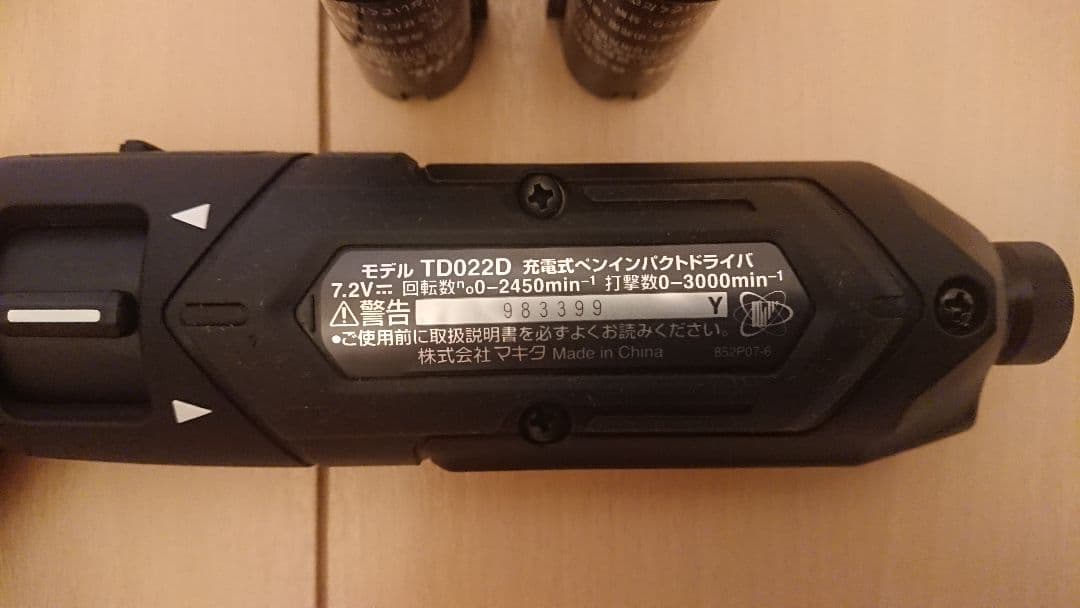 モデル TD022D 充電式ペンインパクトドライバ
7.2V⎓ 回転数ⁿo0-2450min⁻¹ 打撃数0-3000min⁻¹
⚠警告 983399 Y
●ご使用前に取扱説明書を必ずよくお読みください。
株式会社 マキタ Made in China 852P07-6